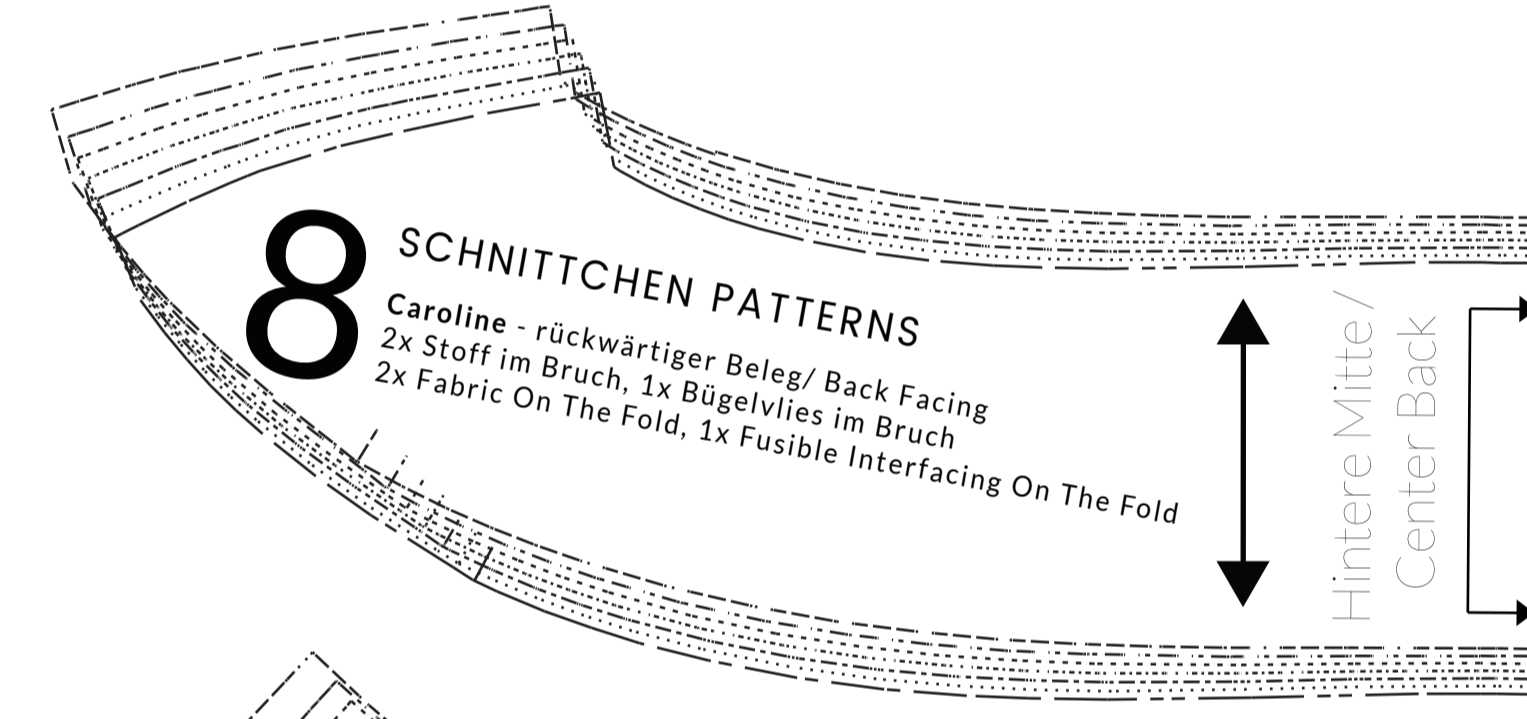 8
SCHNITTCHEN PATTERNS
Caroline - rückwärtiger Beleg/ Back Facing
2x Stoff im Bruch, 1x Bügelvlies im Bruch
2x Fabric On The Fold, 1x Fusible Interfacing On The Fold
Hintere Mitte /
Center Back